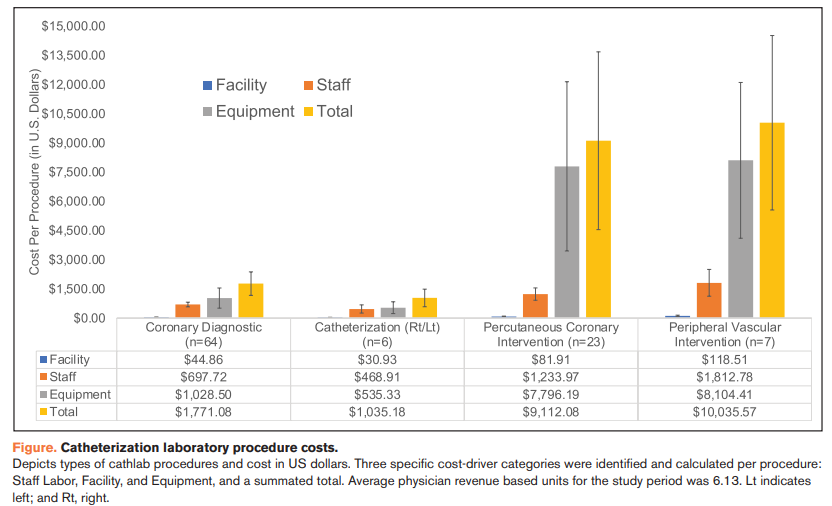 $15,000.00
$13,500.00
$12,000.00
$10,500.00
$9,000.00
$7,500.00
$6,000.00
$4,500.00
$3,000.00
$1,500.00
$0.00
Cost Per Procedure (in U.S. Dollars)
Facility Staff
Equipment Total
Coronary Diagnostic (n=64) Catheterization (Rt/Lt) (n=6) Percutaneous Coronary Intervention (n=23) Peripheral Vascular Intervention (n=7)
Facility $44.86 $30.93 $81.91 $118.51
Staff $697.72 $468.91 $1,233.97 $1,812.78
Equipment $1,028.50 $535.33 $7,796.19 $8,104.41
Total $1,771.08 $1,035.18 $9,112.08 $10,035.57
Figure. Catheterization laboratory procedure costs.
Depicts types of cathlab procedures and cost in US dollars. Three specific cost-driver categories were identified and calculated per procedure:
Staff Labor, Facility, and Equipment, and a summated total. Average physician revenue based units for the study period was 6.13. Lt indicates
left; and Rt, right.